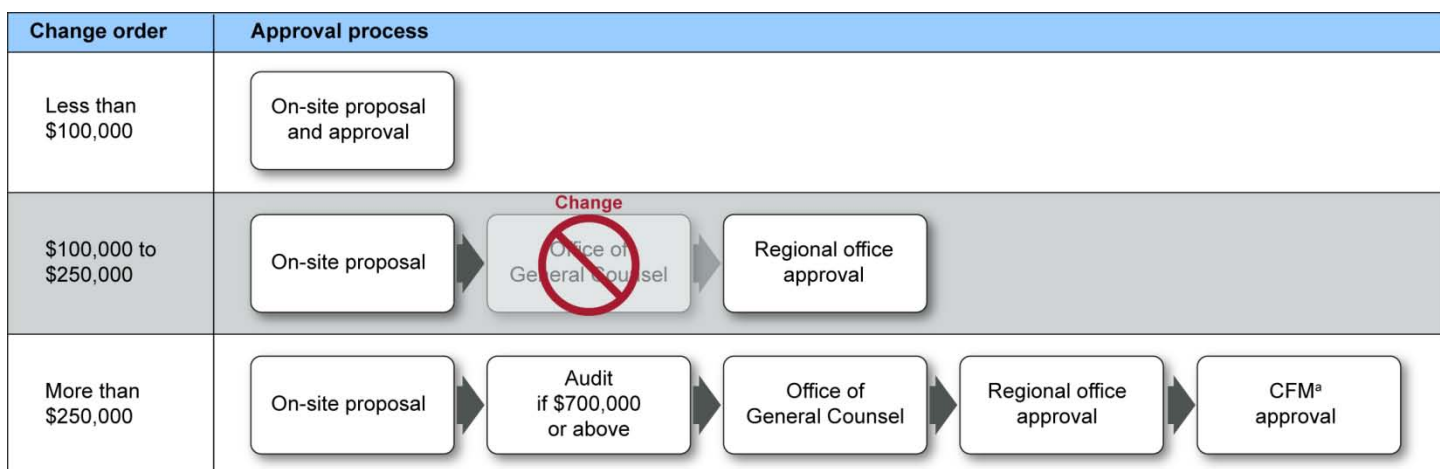 Change order
Approval process
Less than
$100,000
On-site proposal
and approval
$100,000 to
$250,000
On-site proposal
Change
Office of
General Counsel
Regional office
approval
More than
$250,000
On-site proposal
Audit
if $700,000
or above
Office of
General Counsel
Regional office
approval
CFMᵃ
approval